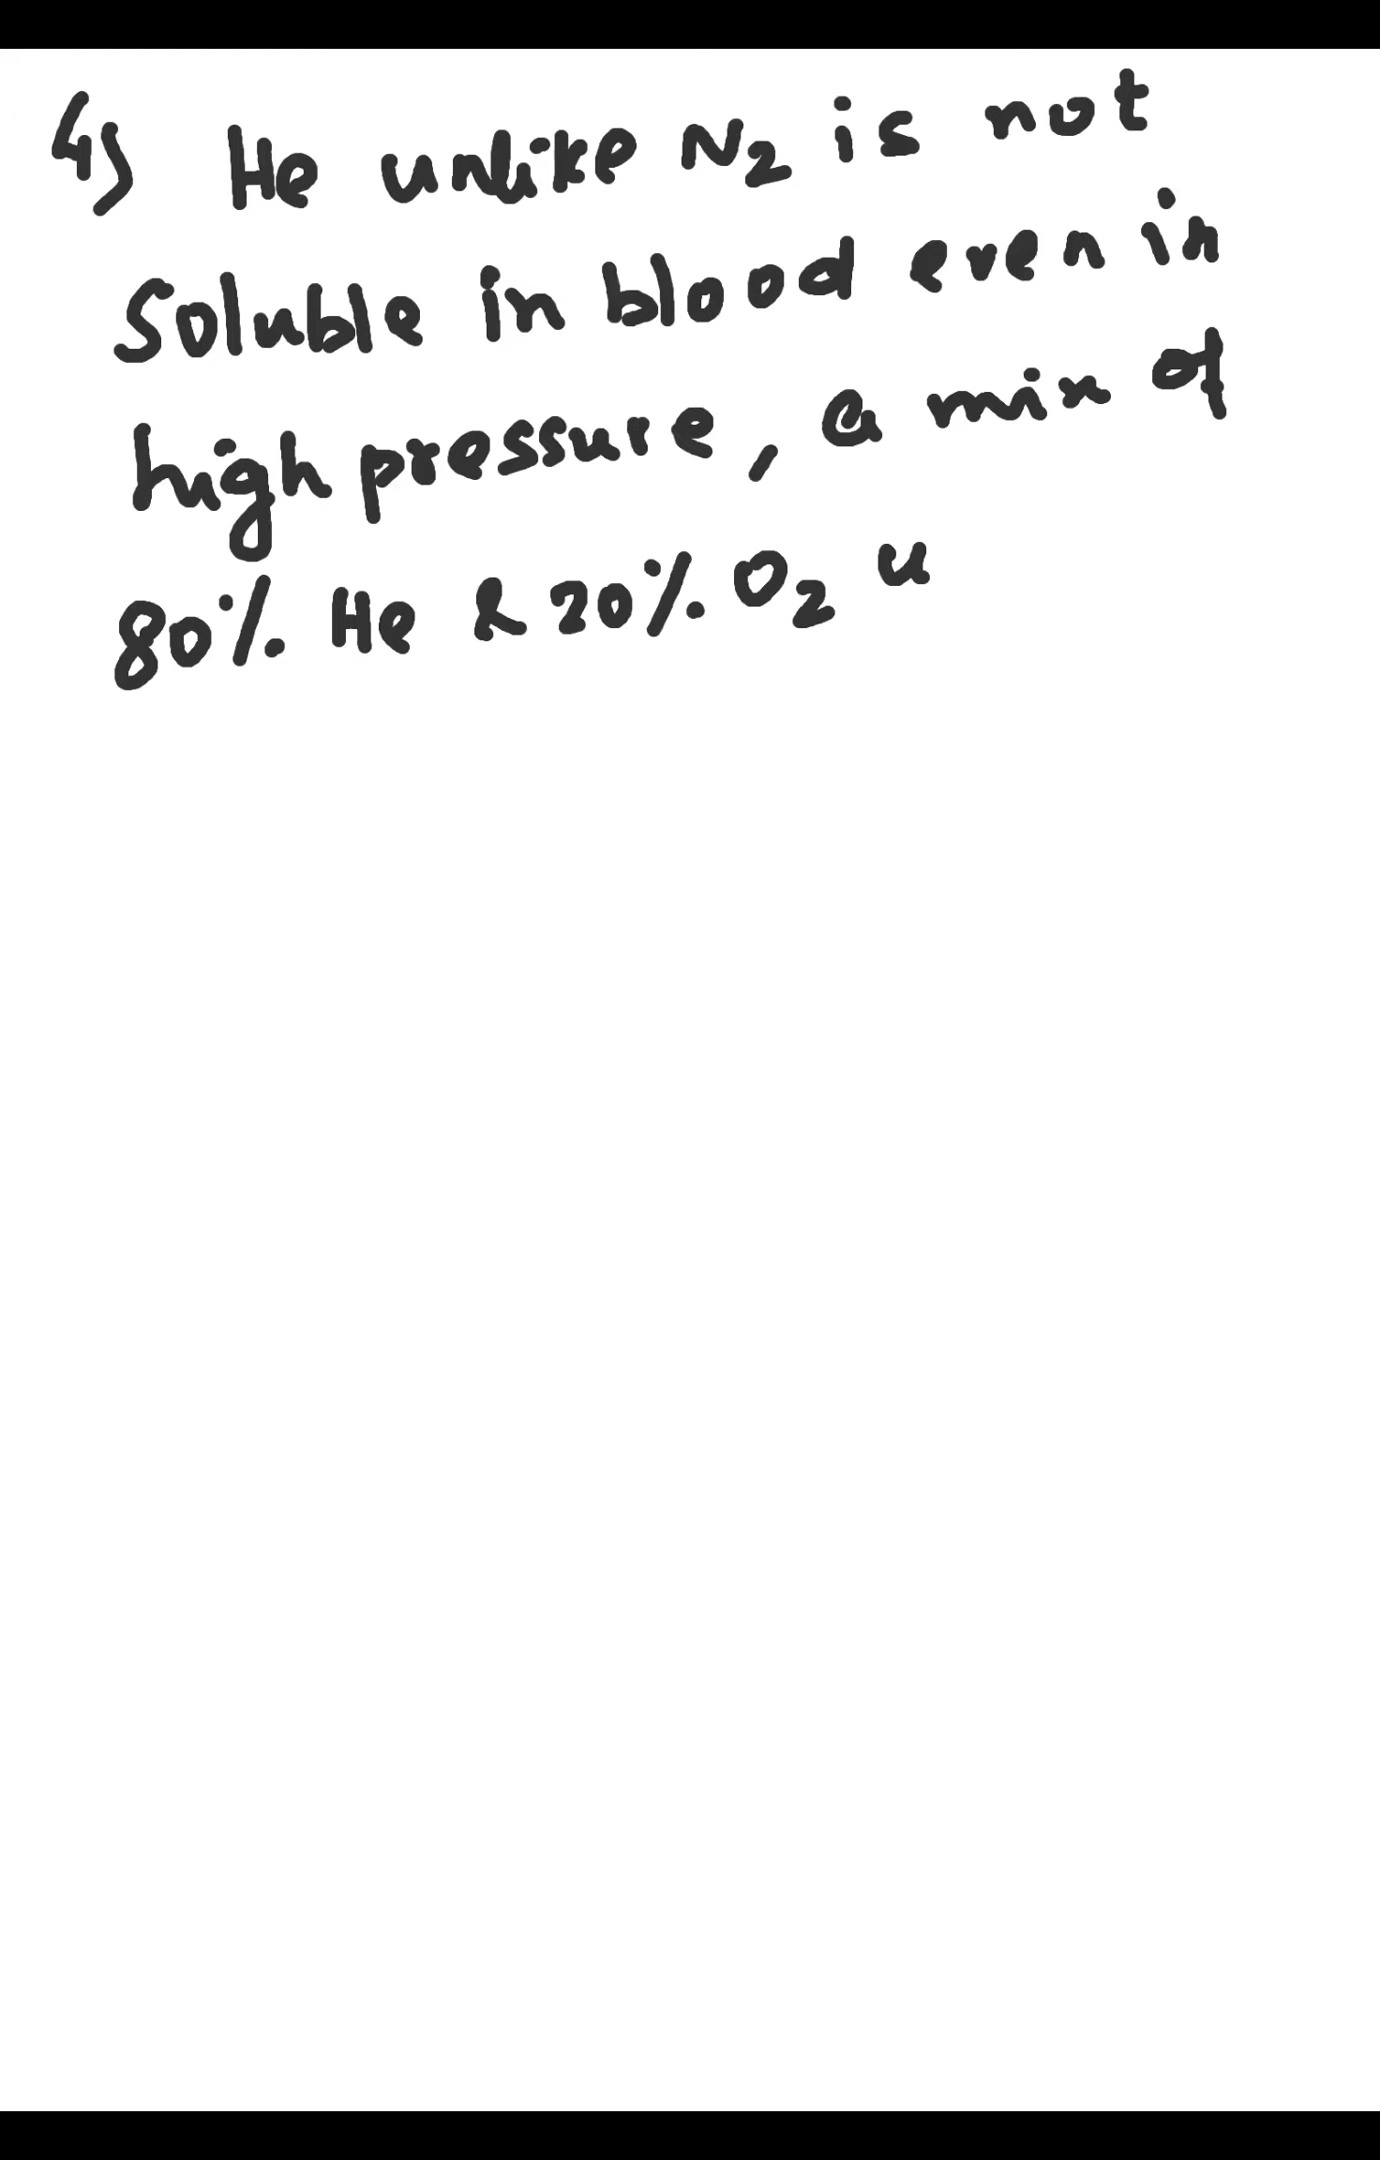 4) He unlike N2 is not
Soluble in blood even in
high pressure, a mix of
80% He & 20% O2 u